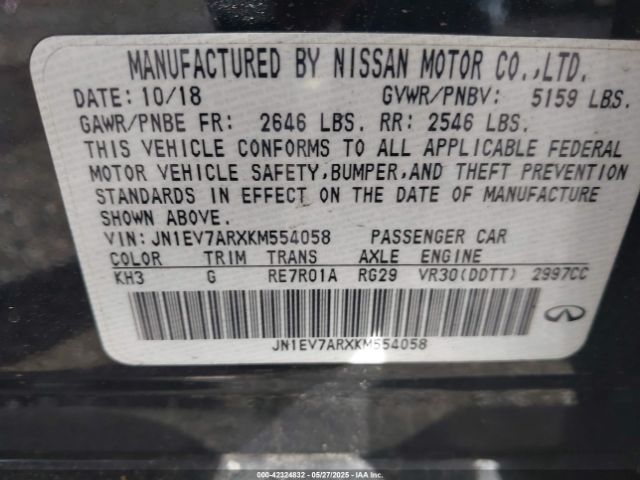 MANUFACTURED BY NISSAN MOTOR CO.,LTD.
DATE: 10/18 GVWR/PNBV: 5159 LBS.
GAWR/PNBE FR: 2646 LBS. RR: 2546 LBS.
THIS VEHICLE CONFORMS TO ALL APPLICABLE FEDERAL
MOTOR VEHICLE SAFETY,BUMPER,AND THEFT PREVENTION
STANDARDS IN EFFECT ON THE DATE OF MANUFACTURE
SHOWN ABOVE.
VIN: JN1EV7ARXKM554058 PASSENGER CAR
COLOR TRIM TRANS AXLE ENGINE
KH3 G RE7R01A RG29 VR30(DDTT) 2997CC
JN1EV7ARXKM554058
000-42324832 - 05/27/2025 - IAAI.com